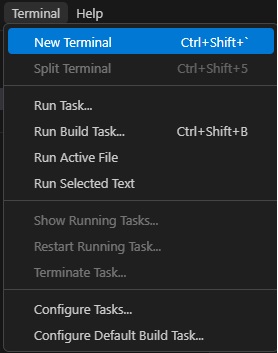 Terminal Help
New Terminal Ctrl+Shift+`
Split Terminal Ctrl+Shift+5
Run Task...
Run Build Task... Ctrl+Shift+B
Run Active File
Run Selected Text
Show Running Tasks...
Restart Running Task...
Terminate Task...
Configure Tasks...
Configure Default Build Task...